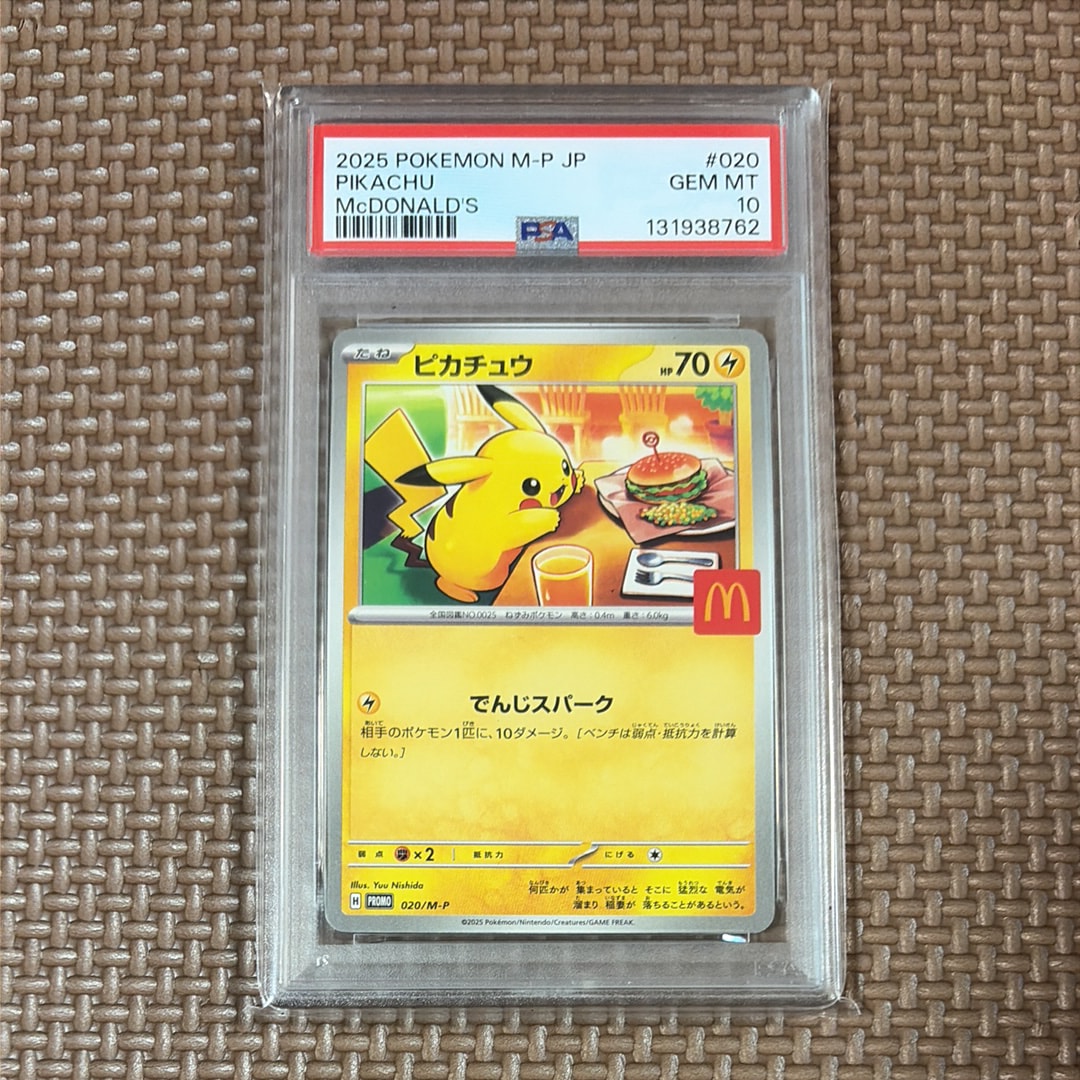 2025 POKEMON M-P JP #020
PIKACHU GEM MT
McDONALD'S 10
PSA 131938762
たね ピカチュウ HP70
全国図鑑NO.0025 ねずみポケモン 高さ:0.4m 重さ:6.0kg
でんじスパーク
相手のポケモン1匹に、10ダメージ。[ベンチは弱点・抵抗力を計算
しない。]
弱点 ×2 抵抗力 にげる
Illus. Yuu Nishida
何匹かが 集まっていると そこに 猛烈な 電気が
溜まり 稲妻が 落ちることがあるという。
H PROMO 020/M-P
©2025 Pokémon/Nintendo/Creatures/GAME FREAK.